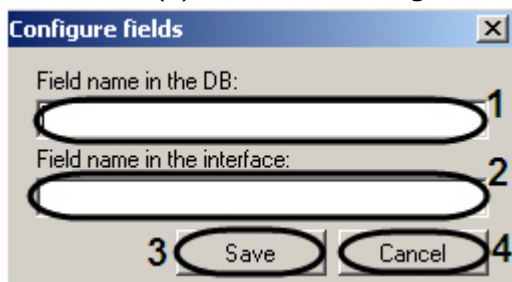 Configure fields
Field name in the DB:
1
Field name in the interface:
2
3 Save Cancel 4